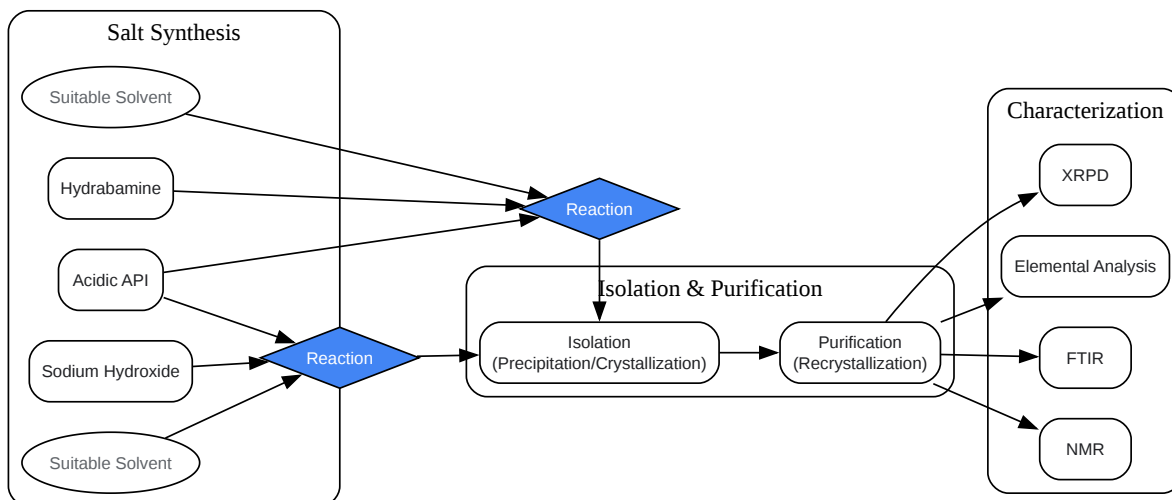 Salt Synthesis
Suitable Solvent
Hydrabamine
Acidic API
Sodium Hydroxide
Suitable Solvent
Reaction
Reaction
Isolation & Purification
Isolation
(Precipitation/Crystallization)
Purification
(Recrystallization)
Characterization
XRPD
Elemental Analysis
FTIR
NMR